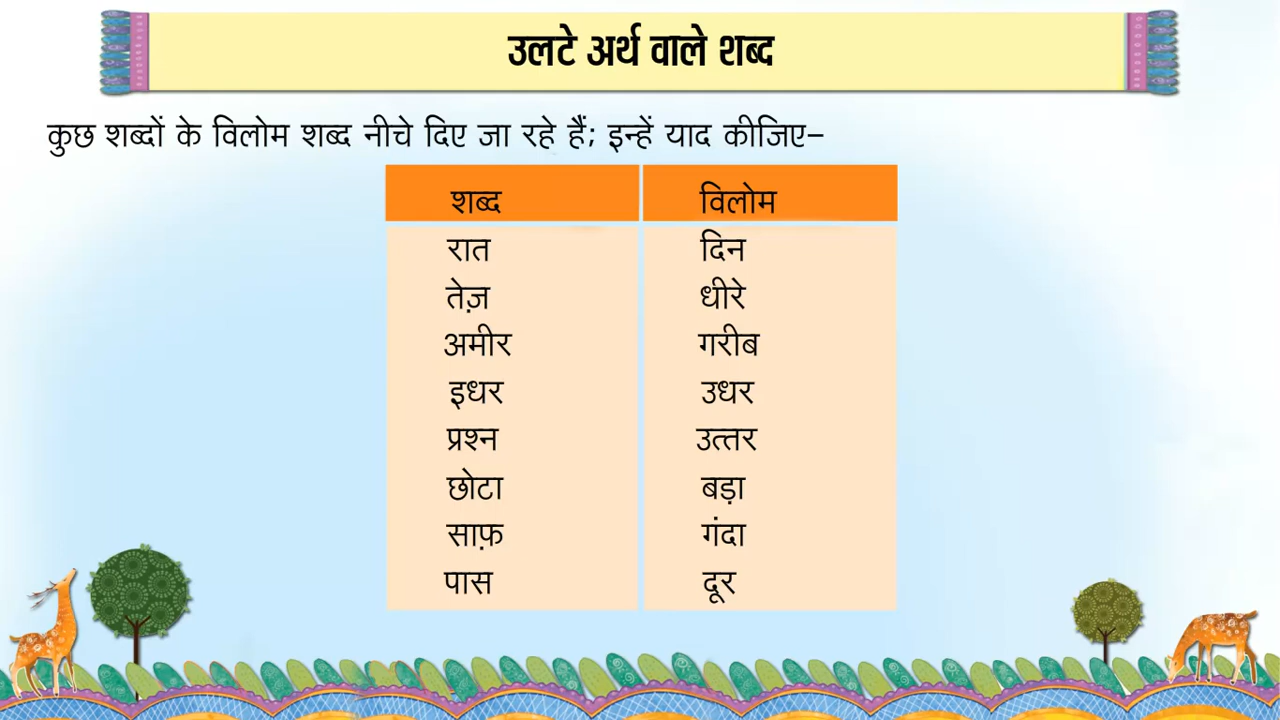 उलटे अर्थ वाले शब्द
कुछ शब्दों के विलोम शब्द नीचे दिए जा रहे हैं; इन्हें याद कीजिए–
शब्द विलोम
रात दिन
तेज़ धीरे
अमीर गरीब
इधर उधर
प्रश्न उत्तर
छोटा बड़ा
साफ़ गंदा
पास दूर